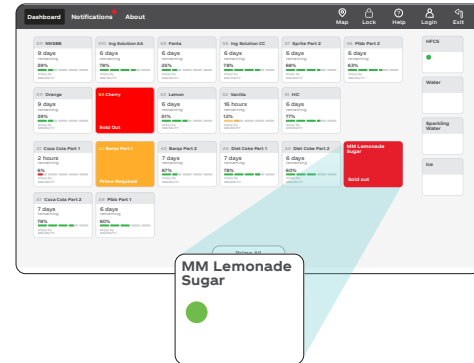 Dashboard Notifications About
Map Lock Help Login Exit
MMSBB
9 days
remaining
39%
Ing Solution AA
6 days
remaining
78%
Fanta
6 days
remaining
25%
Ing Solution CC
6 days
remaining
78%
Sprite Part 2
6 days
remaining
68%
Pibb Part 2
6 days
remaining
63%
HFCS
Water
Sparkling
Water
Ice
Orange
9 days
remaining
39%
Cherry
Sold Out
Lemon
6 days
remaining
51%
Vanilla
16 hours
remaining
12%
HIC
6 days
remaining
77%
Coca Cola Part 1
2 hours
remaining
6%
Barqs Part 1
Prime Required
Barqs Part 2
7 days
remaining
67%
Diet Coke Part 1
7 days
remaining
78%
Diet Coke Part 2
6 days
remaining
60%
MM Lemonade
Sugar
Sold out
Coca Cola Part 2
7 days
remaining
78%
Pibb Part 1
6 days
remaining
60%
Prime All
MM Lemonade
Sugar